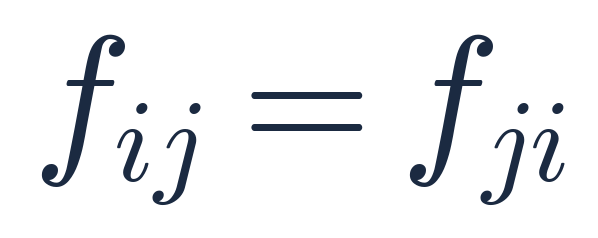 f_{ij} = f_{ji}